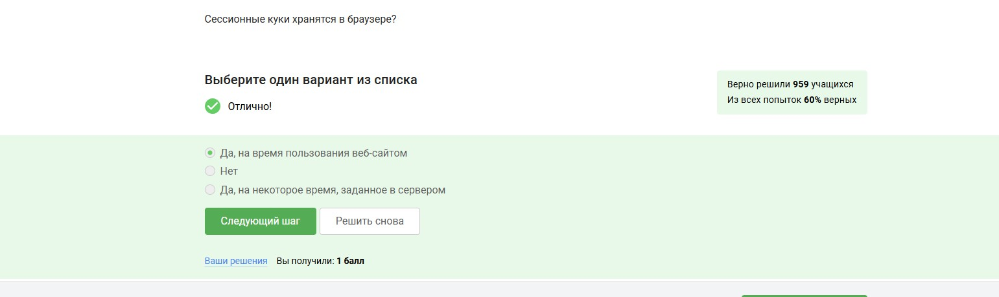 Сессионные куки хранятся в браузере?
Выберите один вариант из списка
Отлично!
Верно решили 959 учащихся
Из всех попыток 60% верных
Да, на время пользования веб-сайтом
Нет
Да, на некоторое время, заданное в сервером
Следующий шаг
Решить снова
Ваши решения
Вы получили: 1 балл